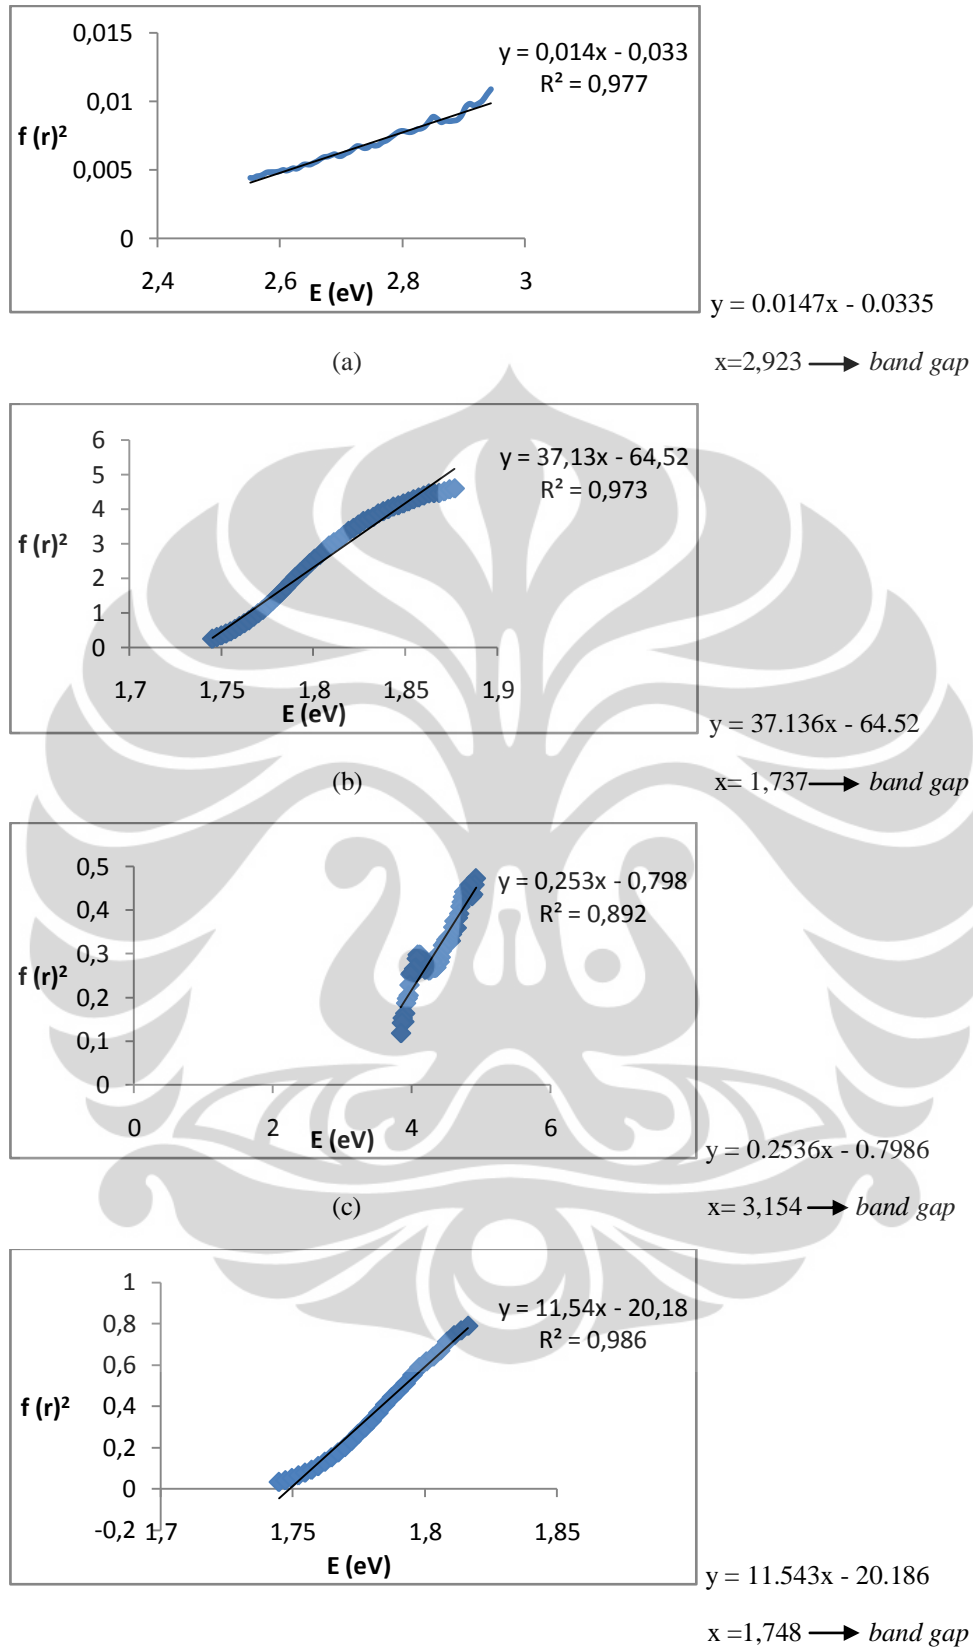 0,015
y = 0,014x - 0,033
R² = 0,977
0,01
f (r)²
0,005
0
2,4 2,6 2,8 3
E (eV)
y = 0.0147x - 0.0335
(a)
x=2,923 → band gap
6
5
y = 37,13x - 64,52
R² = 0,973
4
f (r)²
3
2
1
0
1,7 1,75 1,8 1,85 1,9
E (eV)
y = 37.136x - 64.52
(b)
x= 1,737 → band gap
0,5
y = 0,253x - 0,798
0,4
R² = 0,892
0,3
f (r)²
0,2
0,1
0
0 2 4 6
E (eV)
y = 0.2536x - 0.7986
(c)
x= 3,154 → band gap
1
y = 11,54x - 20,18
0,8
R² = 0,986
0,6
f (r)²
0,4
0,2
0
-0,2
1,7 1,75 1,8 1,85
E (eV)
y = 11.543x - 20.186
x =1,748 → band gap